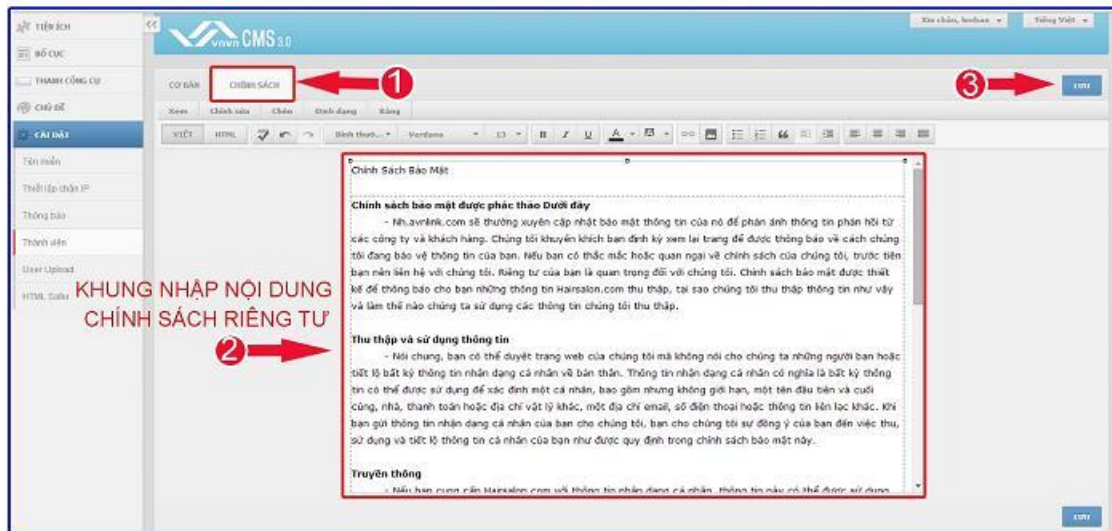 TIỆN ÍCH
BỐ CỤC
THANH CÔNG CỤ
CHỦ ĐỀ
CÀI ĐẶT
Tên miền
Thiết lập chặn IP
Thông báo
Thành viên
User Upload
HTML
vnvn CMS 3.0
Xin chào,
Tiếng Việt
CƠ BẢN
CHÍNH SÁCH
1
3
LƯU
Xem
Chỉnh sửa
Chèn
Định dạng
Bảng
VIẾT
HTML
Bình thườ...
Verdana
13
B I U A
Chính Sách Bảo Mật
Chính sách bảo mật được phác thảo Dưới đây
- Nh.avnlink.com sẽ thường xuyên cập nhật bảo mật thông tin của nó để phản ánh thông tin phản hồi từ
các công ty và khách hàng. Chúng tôi khuyến khích bạn định kỳ xem lại trang để được thông báo về cách chúng
tôi đang bảo vệ thông tin của bạn. Nếu bạn có thắc mắc hoặc quan ngại về chính sách của chúng tôi, trước tiên
bạn nên liên hệ với chúng tôi. Riêng tư của bạn là quan trọng đối với chúng tôi. Chính sách bảo mật được thiết
kế để thông báo cho bạn những thông tin Hairsalon.com thu thập, tại sao chúng tôi thu thập thông tin như vậy
và làm thế nào chúng ta sử dụng các thông tin chúng tôi thu thập.
KHUNG NHẬP NỘI DUNG
CHÍNH SÁCH RIÊNG TƯ
2
Thu thập và sử dụng thông tin
- Nói chung, bạn có thể duyệt trang web của chúng tôi mà không nói cho chúng ta những người bạn hoặc
tiết lộ bất kỳ thông tin nhận dạng cá nhân về bản thân. Thông tin nhận dạng cá nhân có nghĩa là bất kỳ thông
tin có thể được sử dụng để xác định một cá nhân, bao gồm nhưng không giới hạn, một tên đầu tiên và cuối
cùng, nhà, thanh toán hoặc địa chỉ vật lý khác, một địa chỉ email, số điện thoại hoặc thông tin liên lạc khác. Khi
bạn gửi thông tin nhận dạng cá nhân của bạn cho chúng tôi, bạn cho chúng tôi sự đồng ý của bạn đến việc thu,
sử dụng và tiết lộ thông tin cá nhân của bạn như được quy định trong chính sách bảo mật này.
Truyền thông
- Nếu bạn cung cấp Hairsalon.com với thông tin nhận dạng cá nhân, thông tin này có thể được sử dụng
LƯU